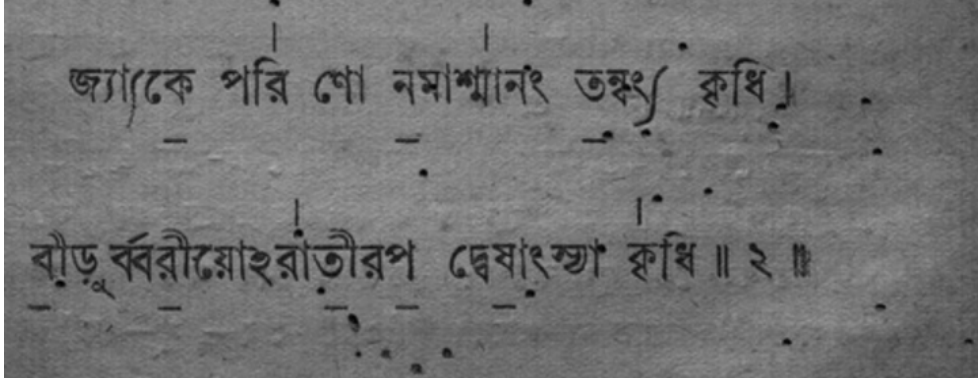 জ্যাকে পরি ণো নমাশ্মানং তন্বং কৃধি ।
বীড়ুর্ব্বরীয়োঽরাতীরপ দ্বেষাংস্যা কৃধি ॥ ২ ॥